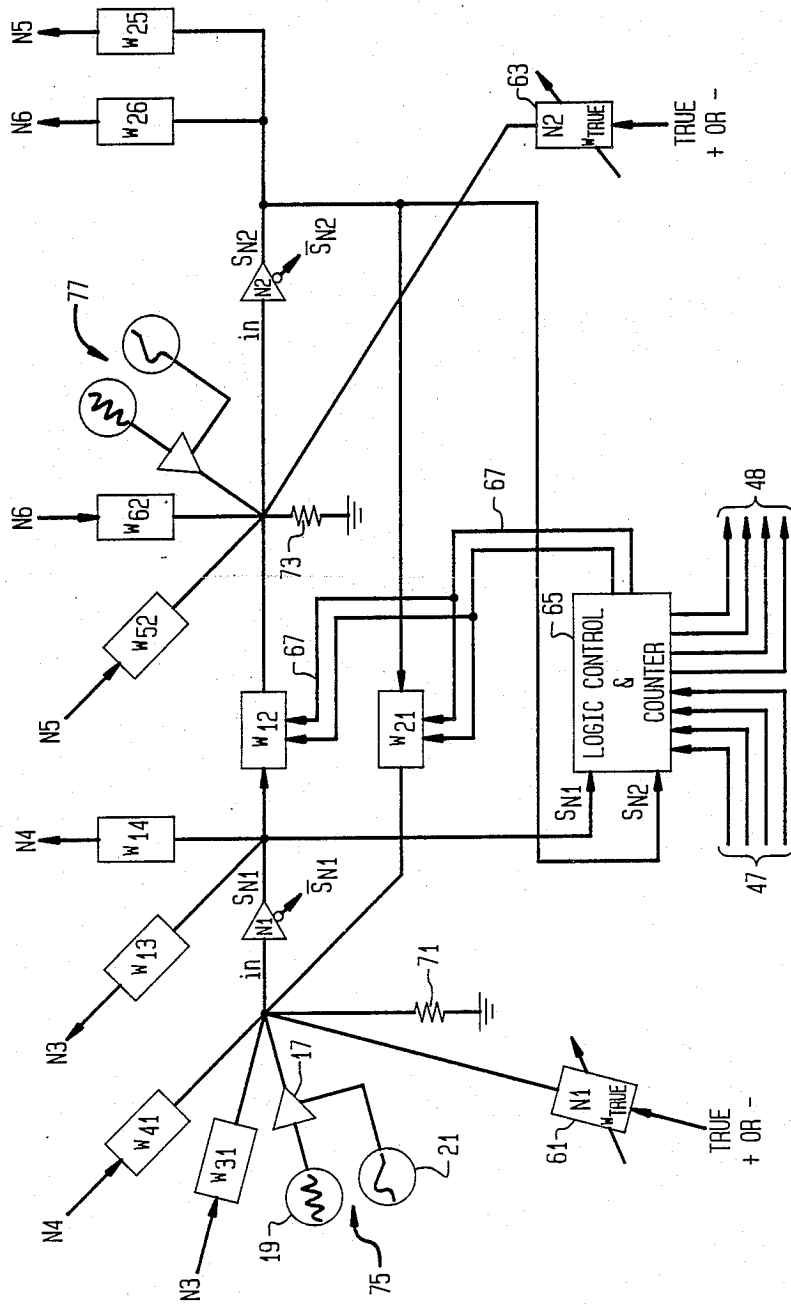 N3
N4
N3
N4
N5
N6
N6
N5
W31
W41
W13
W14
W52
W62
W26
W25
77
19
75
21
17
in
N1
SN1
S̅N1
W12
in
N2
SN2
S̅N2
71
73
67
67
W21
61
N1
WTRUE
TRUE
+ OR -
63
N2
WTRUE
TRUE
+ OR -
SN1
SN2
65
LOGIC CONTROL
&
COUNTER
47
48